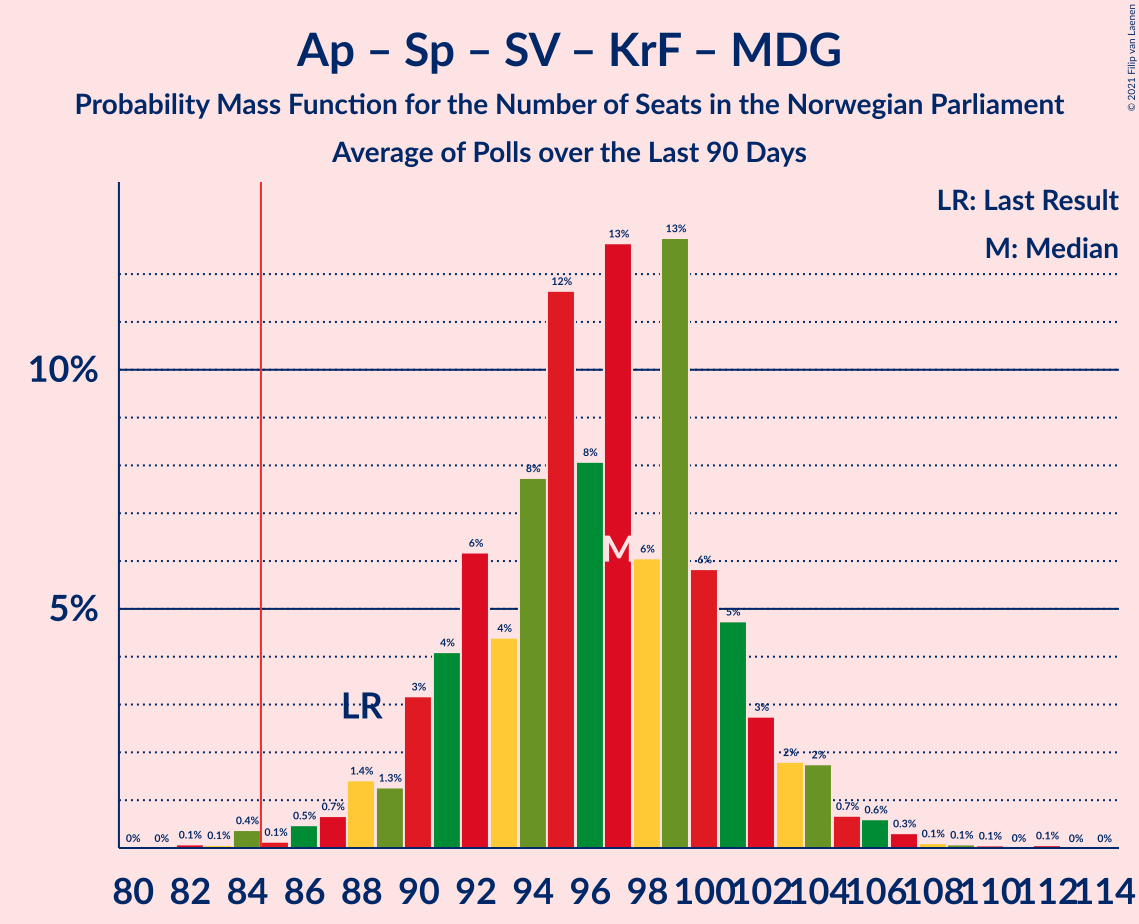 Ap – Sp – SV – KrF – MDG
Probability Mass Function for the Number of Seats in the Norwegian Parliament
Average of Polls over the Last 90 Days
© 2021 Filip van Laenen
LR: Last Result
M: Median
10%
5%
0% 0% 0.1% 0.1% 0.4% 0.1% 0.5% 0.7% 1.4% 1.3% 3% 4% 6% 4% 8% 12% 8% 13% 6% 13% 6% 5% 3% 2% 2% 0.7% 0.6% 0.3% 0.1% 0.1% 0.1% 0% 0.1% 0% 0%
LR
M
80 82 84 86 88 90 92 94 96 98 100 102 104 106 108 110 112 114